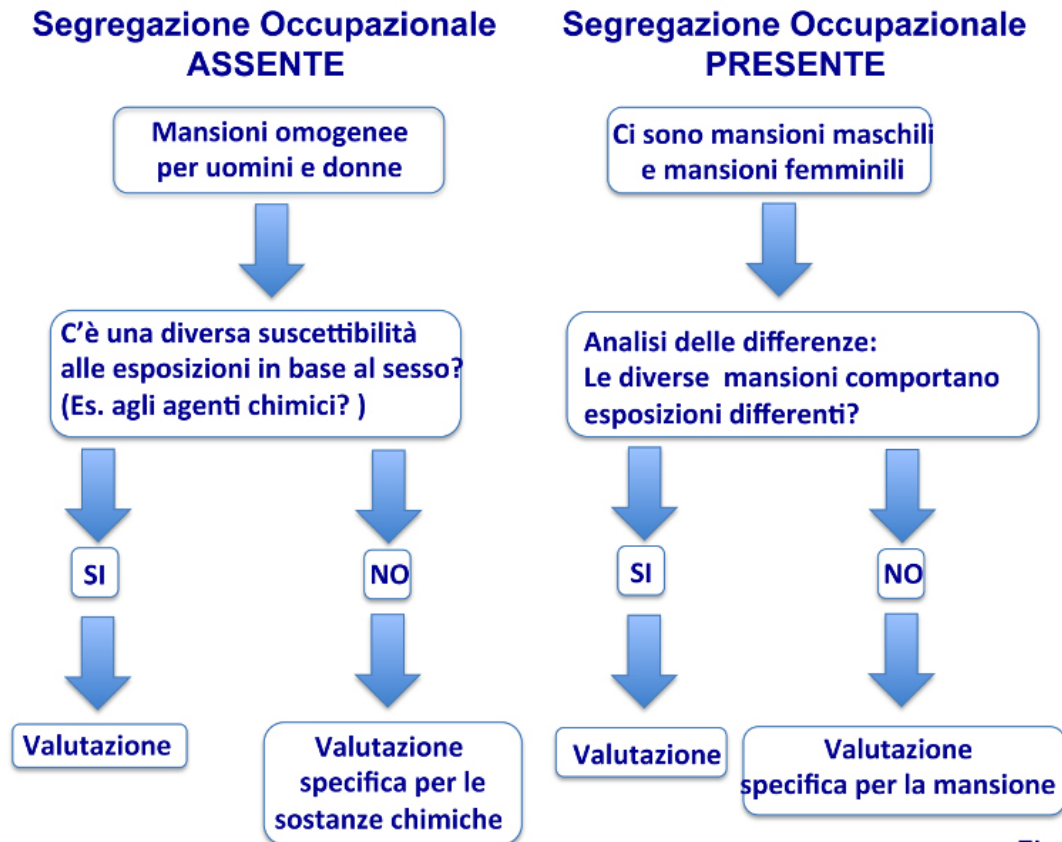 Segregazione Occupazionale
ASSENTE
Mansioni omogenee
per uomini e donne
C'è una diversa suscettibilità
alle esposizioni in base al sesso?
(Es. agli agenti chimici? )
SI
NO
Valutazione
Valutazione
specifica per le
sostanze chimiche
Segregazione Occupazionale
PRESENTE
Ci sono mansioni maschili
e mansioni femminili
Analisi delle differenze:
Le diverse mansioni comportano
esposizioni differenti?
SI
NO
Valutazione
Valutazione
specifica per la mansione